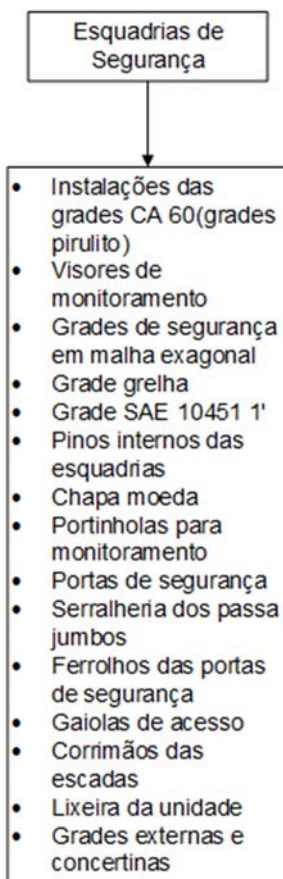 Esquadrias de
Segurança
• Instalações das
grades CA 60(grades
pirulito)
• Visores de
monitoramento
• Grades de segurança
em malha exagonal
• Grade grelha
• Grade SAE 10451 1'
• Pinos internos das
esquadrias
• Chapa moeda
• Portinholas para
monitoramento
• Portas de segurança
• Serralheria dos passa
jumbos
• Ferrolhos das portas
de segurança
• Gaiolas de acesso
• Corrimãos das
escadas
• Lixeira da unidade
• Grades externas e
concertinas